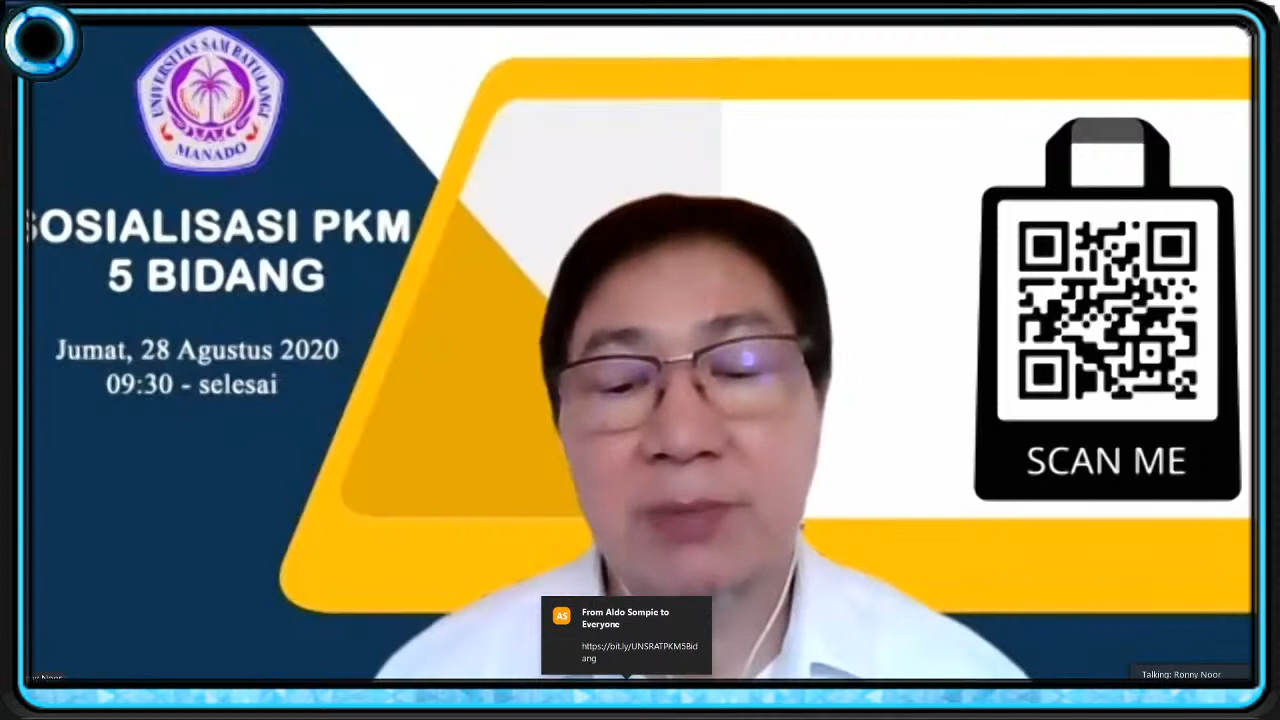 UNIVERSITAS SAM RATULANGI
MANADO
SOSIALISASI PKM
5 BIDANG
Jumat, 28 Agustus 2020
09:30 - selesai
SCAN ME
AS
From Aldo Sompie to
Everyone
https://bit.ly/UNSRATPKM5Bid
ang
Noor
Talking: Ronny Noor